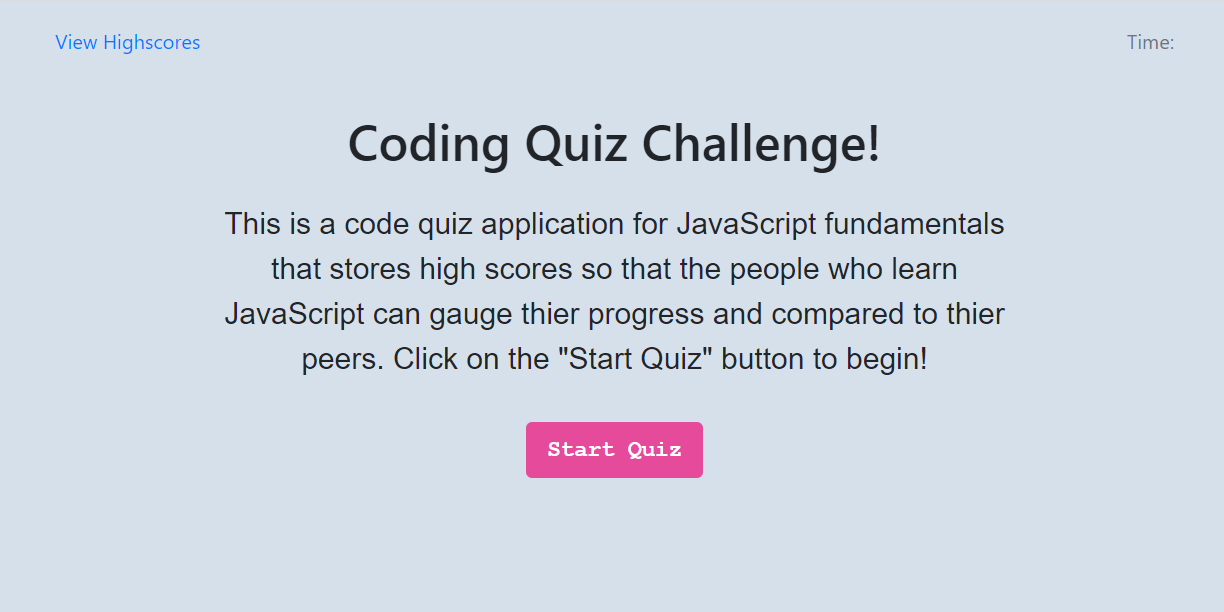 View Highscores
Time:
Coding Quiz Challenge!
This is a code quiz application for JavaScript fundamentals
that stores high scores so that the people who learn
JavaScript can gauge thier progress and compared to thier
peers. Click on the "Start Quiz" button to begin!
Start Quiz